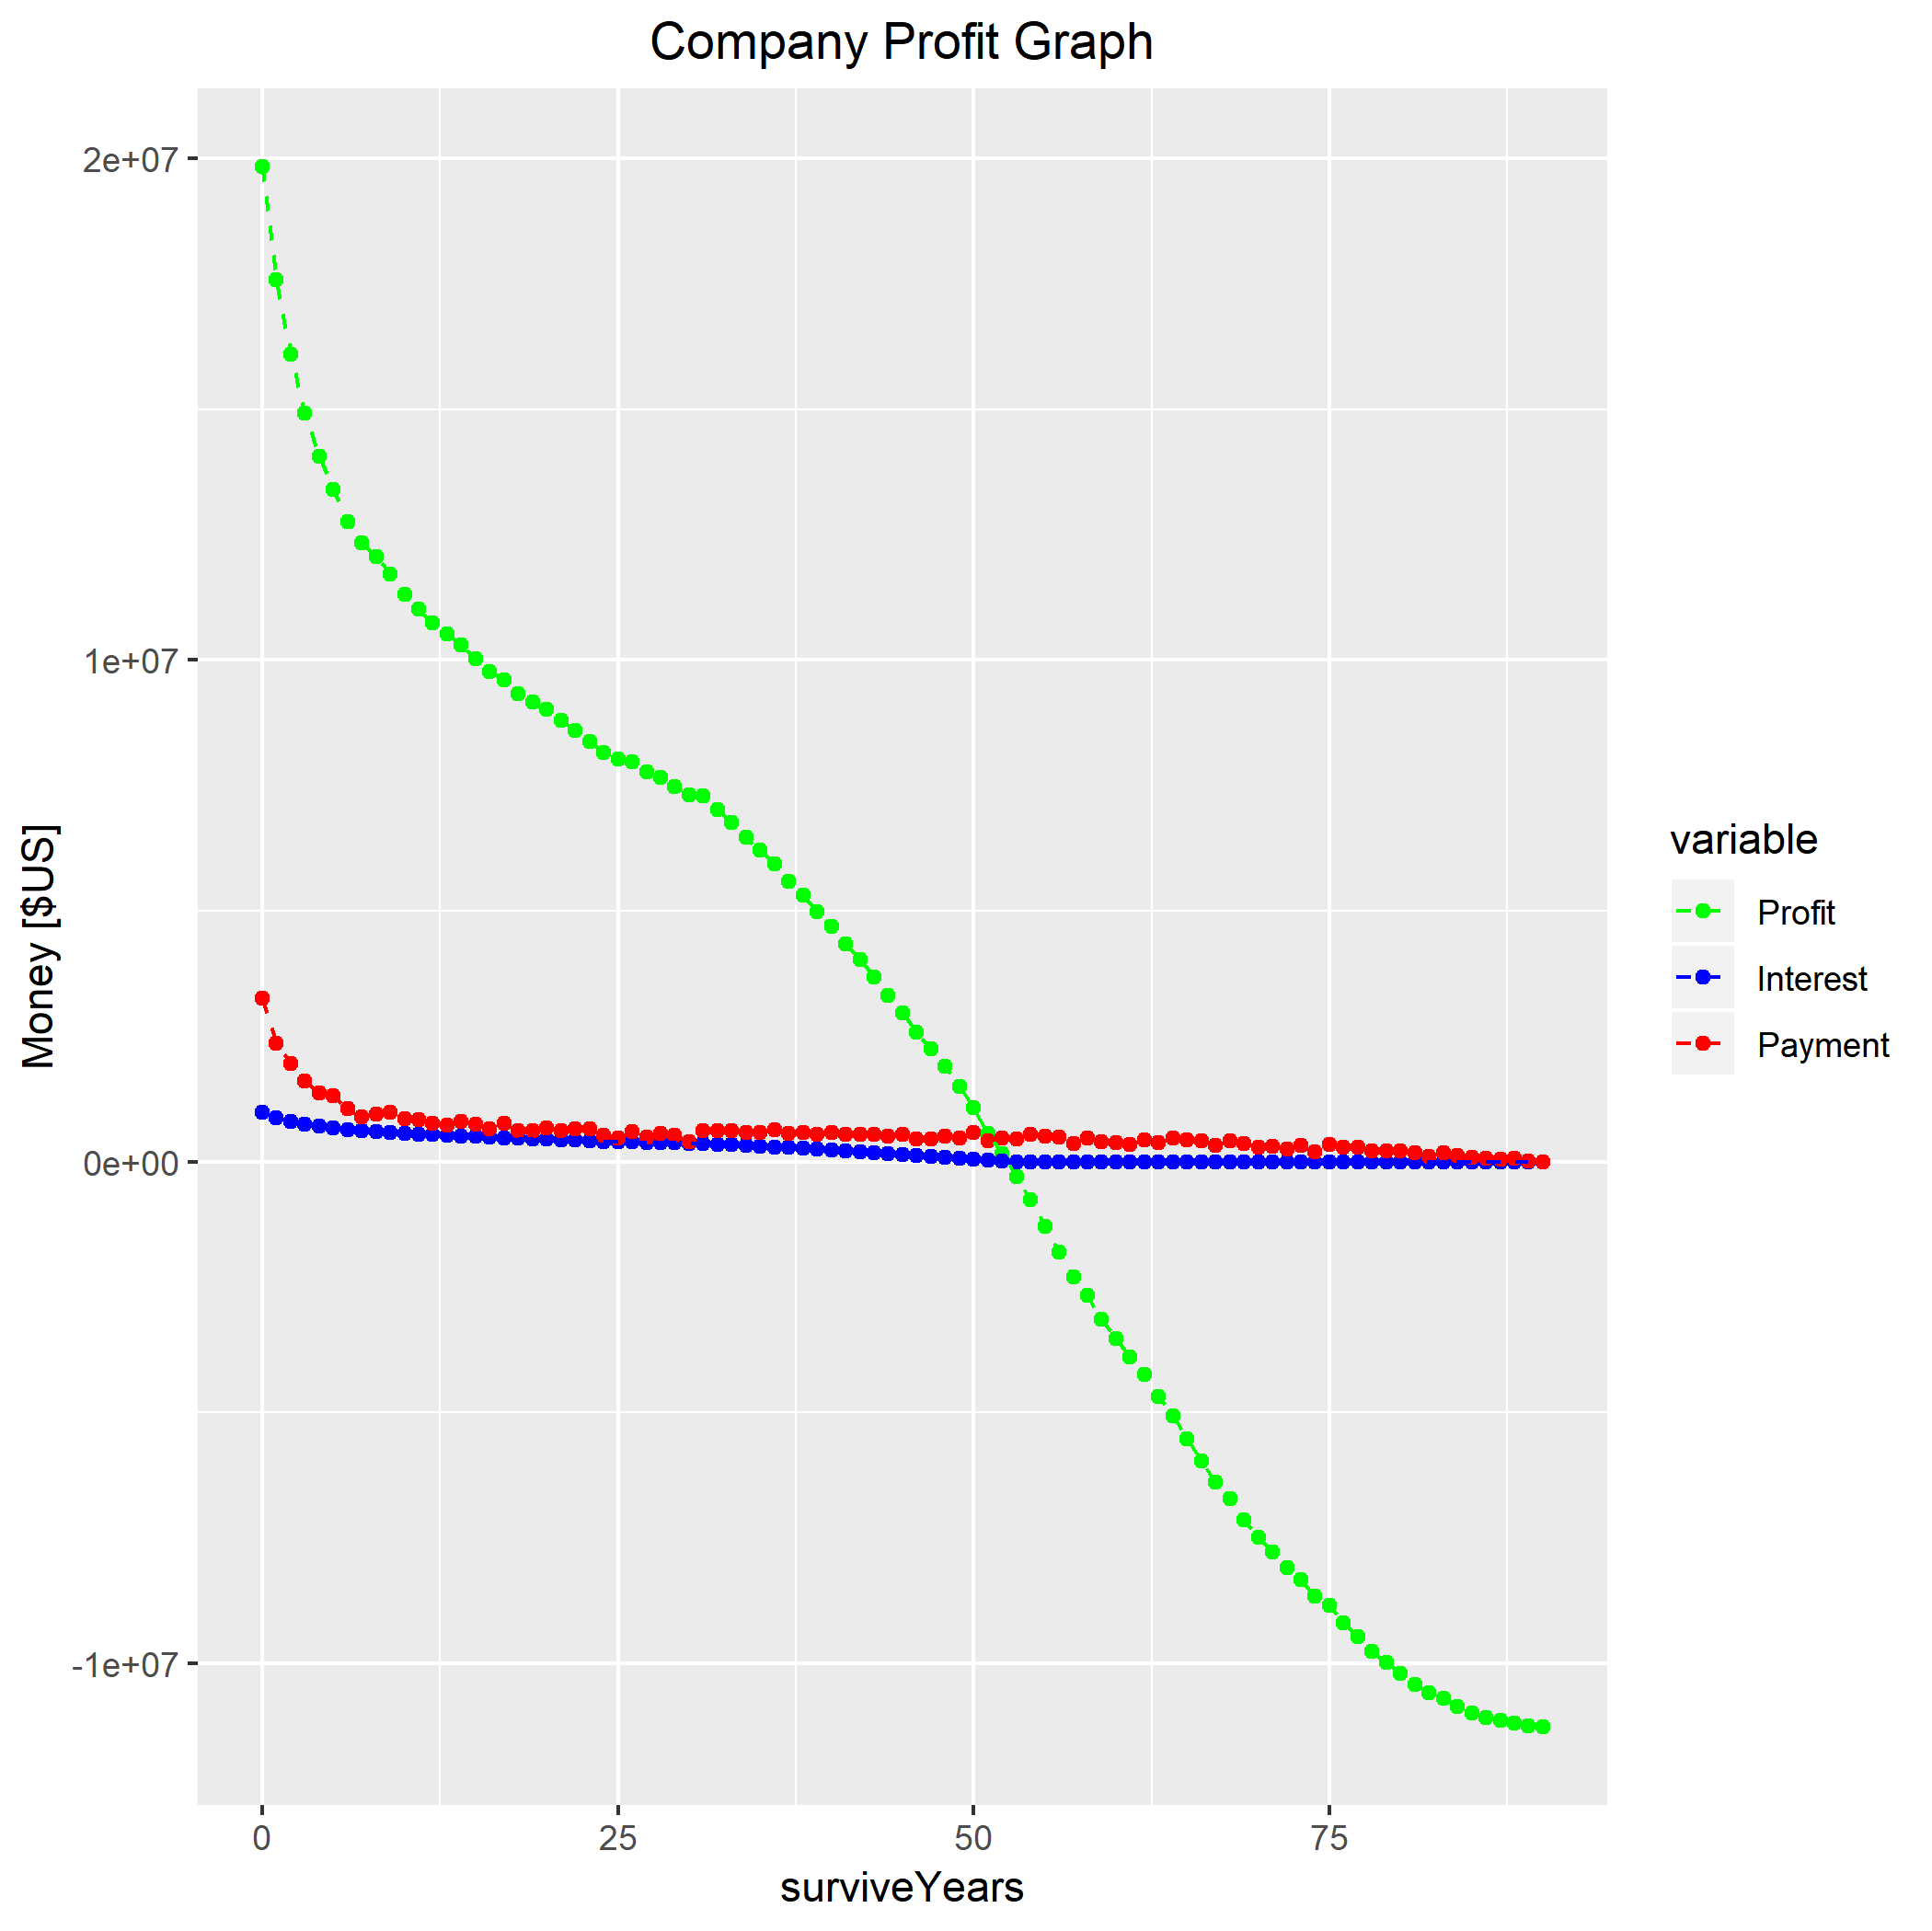 Company Profit Graph
2e+07
1e+07
0e+00
-1e+07
Money [$US]
0 25 50 75
surviveYears
variable
Profit
Interest
Payment